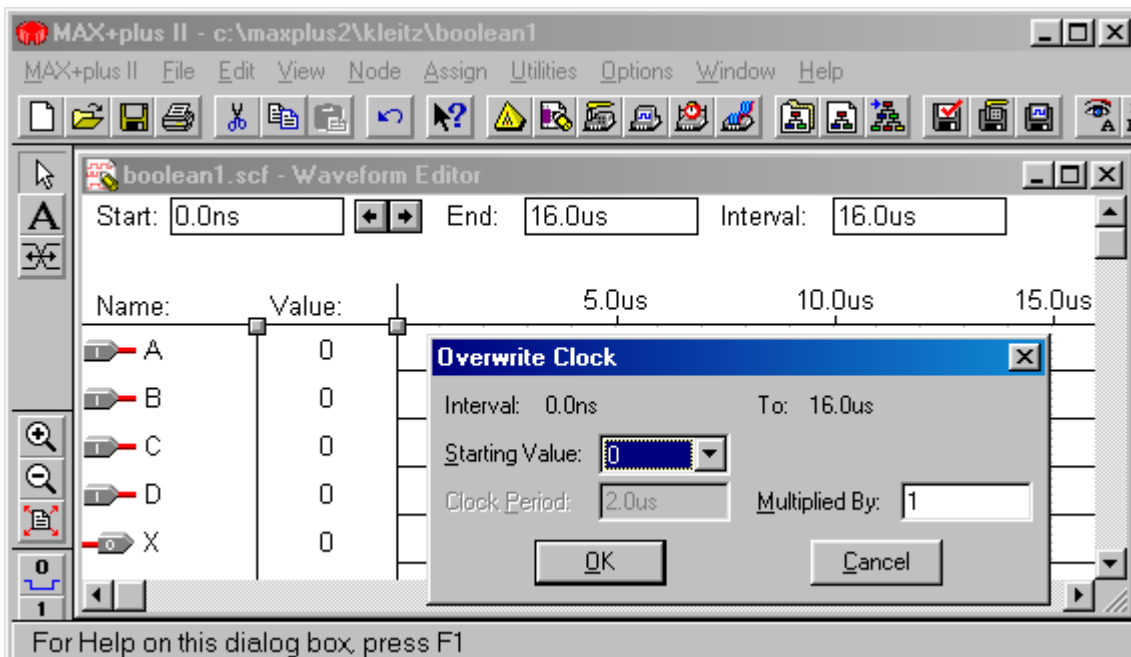 MAX+plus II - c:\maxplus2\kleitz\boolean1
MAX+plus II File Edit View Node Assign Utilities Options Window Help
boolean1.scf - Waveform Editor
Start: 0.0ns End: 16.0us Interval: 16.0us
Name: Value: 5.0us 10.0us 15.0us
A 0
B 0
C 0
D 0
X 0
Overwrite Clock
Interval: 0.0ns To: 16.0us
Starting Value: 0
Clock Period: 2.0us Multiplied By: 1
OK Cancel
A
0
1
For Help on this dialog box, press F1